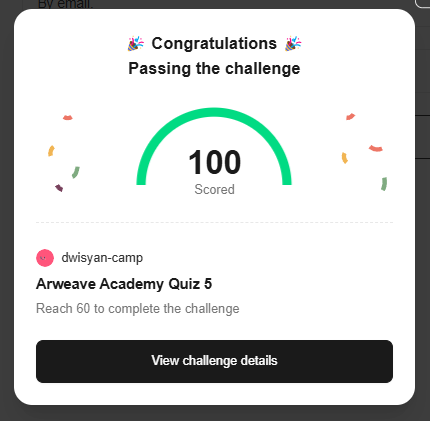 By email.
Congratulations
Passing the challenge
100
Scored
dwisyan-camp
Arweave Academy Quiz 5
Reach 60 to complete the challenge
View challenge details